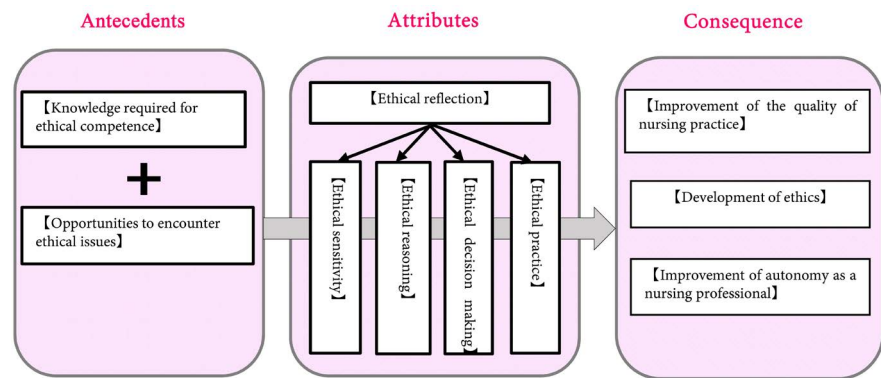 Antecedents
Attributes
Consequence
【Knowledge required for
ethical competence】
+
【Opportunities to encounter
ethical issues】
【Ethical reflection】
【Ethical sensitivity】
【Ethical reasoning】
【Ethical decision making】
【Ethical practice】
【Improvement of the quality of
nursing practice】
【Development of ethics】
【Improvement of autonomy as a
nursing professional】